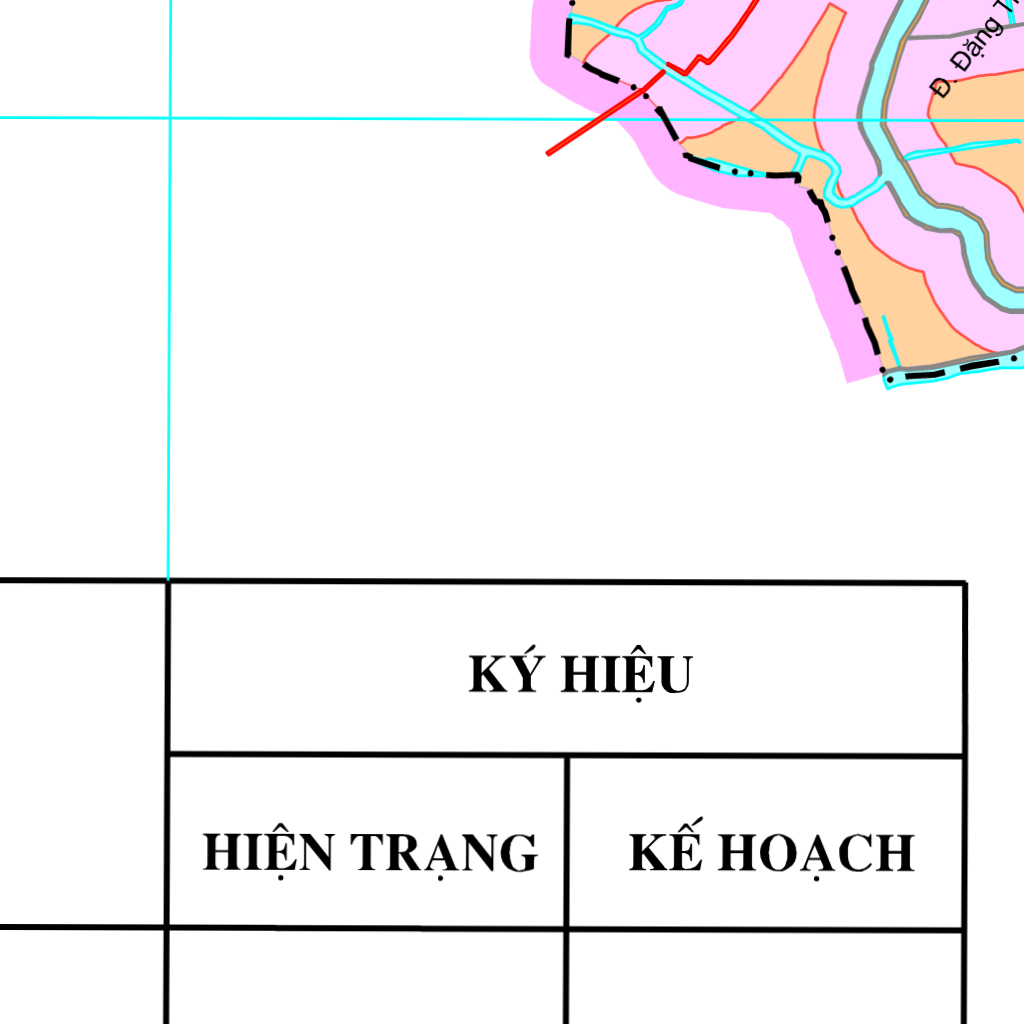 Đ. Đặng
KÝ HIỆU
HIỆN TRẠNG
KẾ HOẠCH